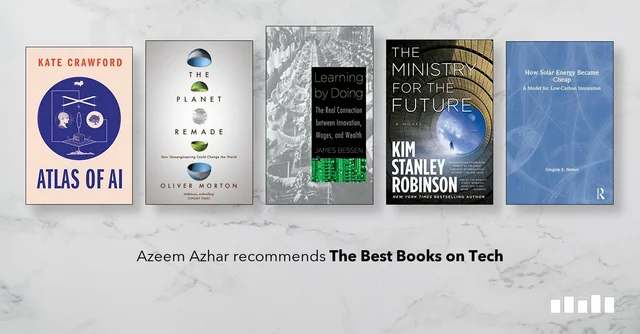 KATE CRAWFORD
ATLAS OF AI
THE
PLANET
REMADE
How Geoengineering Could Change the World
OLIVER MORTON
SUNDAY TIMES
Learning
by Doing
The Real Connection
between Innovation,
Wages, and Wealth
JAMES BESSEN
THE
MINISTRY
FOR THE
FUTURE
A NOVEL
KIM
STANLEY
ROBINSON
NEW YORK TIMES BESTSELLING AUTHOR
How Solar Energy Became
Cheap
A Model for Low-Carbon Innovation
Gregory F. Nemet
R
Azeem Azhar recommends The Best Books on Tech